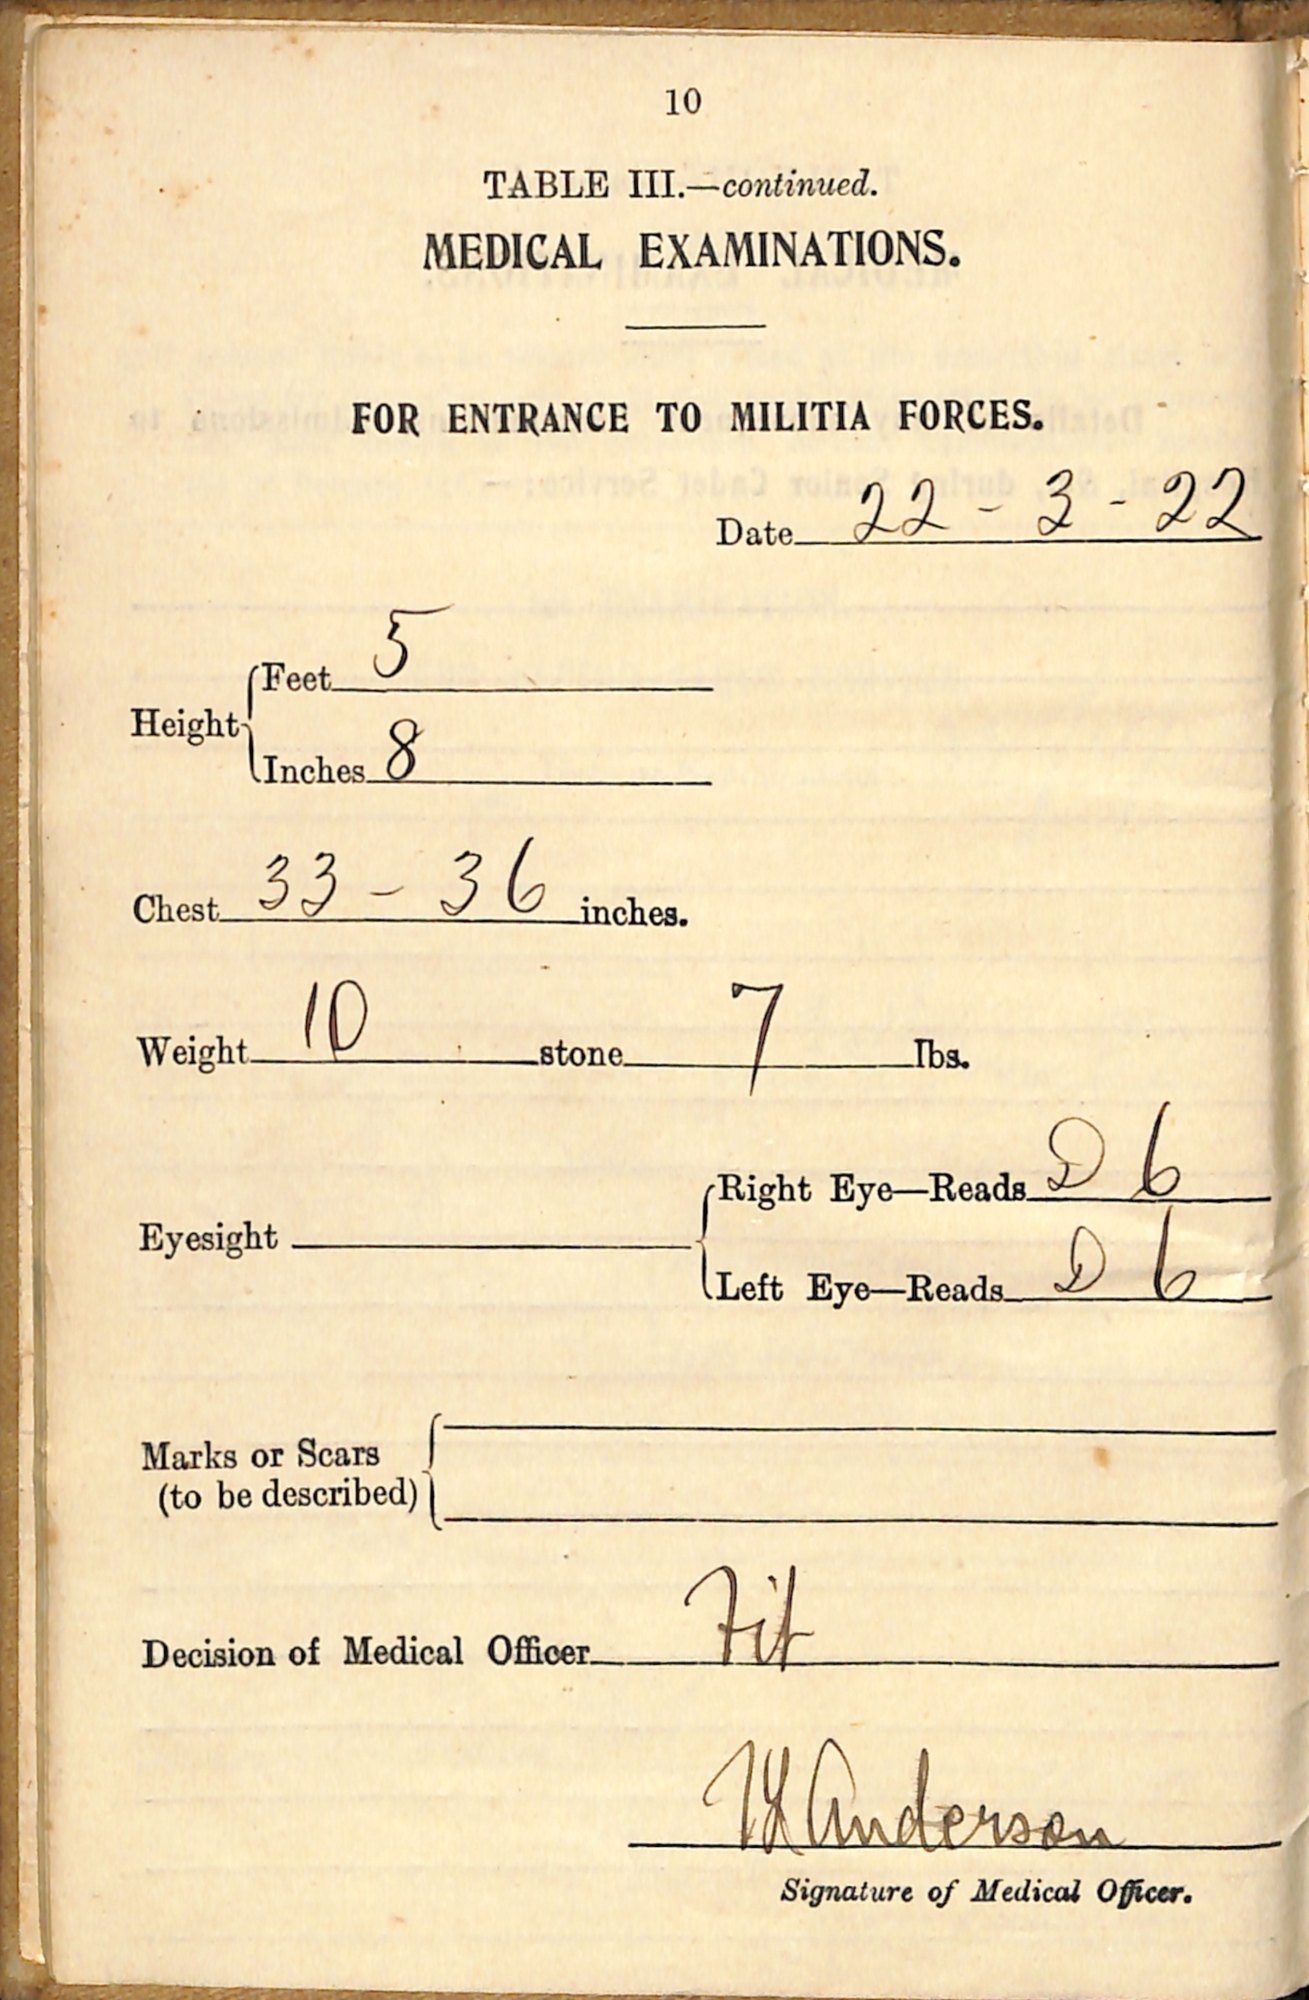 10
TABLE III.—continued.
MEDICAL EXAMINATIONS.
FOR ENTRANCE TO MILITIA FORCES.
Date 22 - 3 - 22
Height
Feet 5
Inches 8
Chest 33 - 36 inches.
Weight 10 stone 7 lbs.
Eyesight
Right Eye—Reads D 6
Left Eye—Reads D 6
Marks or Scars
(to be described)
Decision of Medical Officer Fit
Anderson
Signature of Medical Officer.